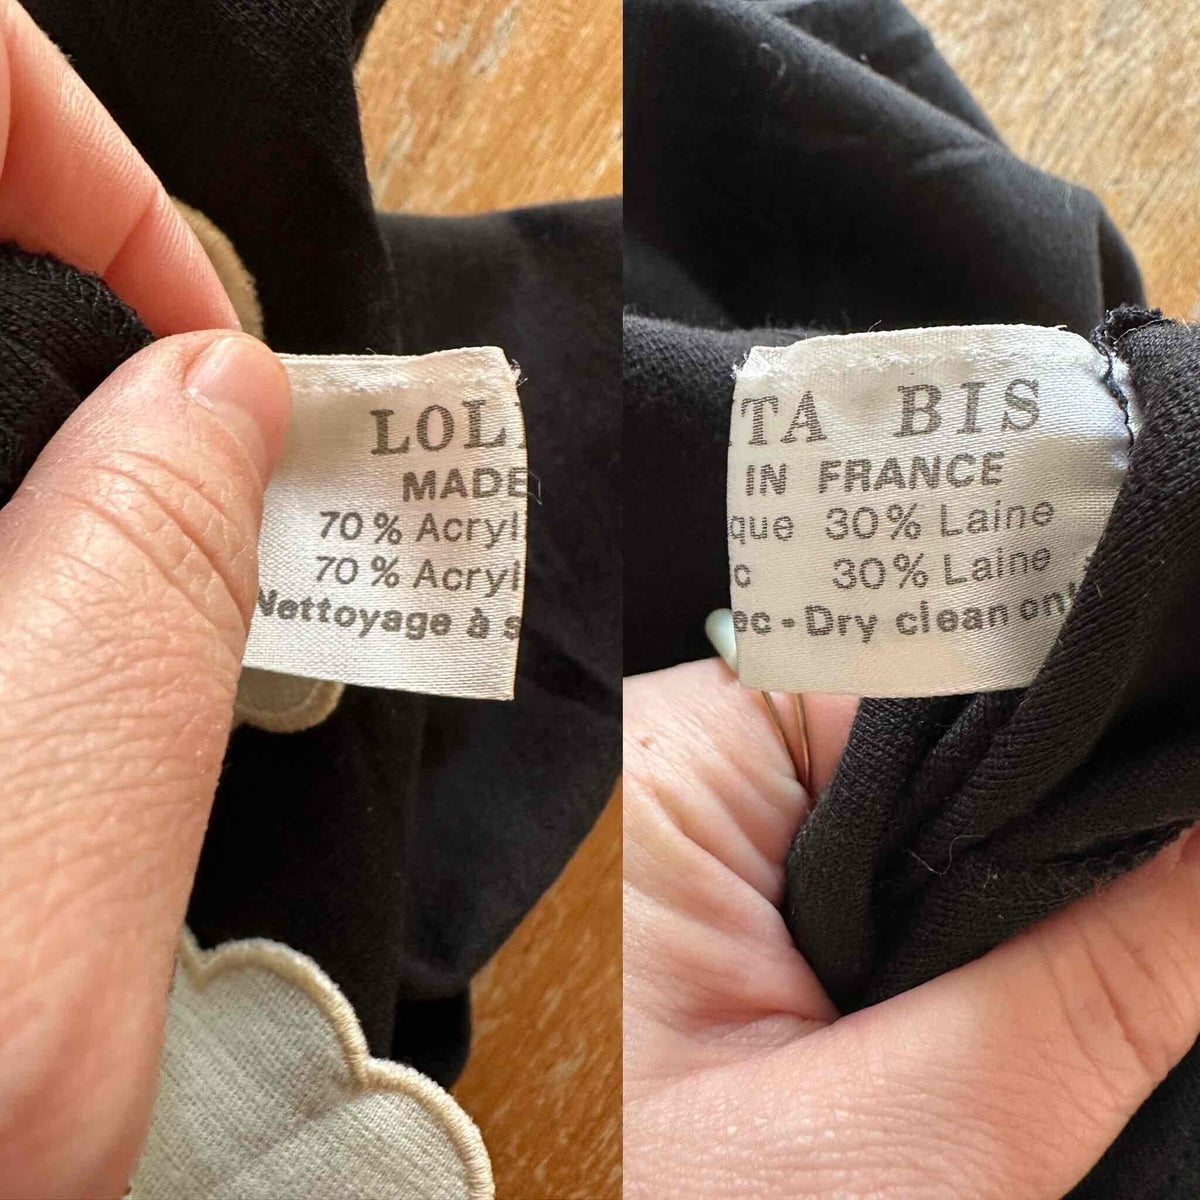 LOL
MADE
70% Acryl
70% Acryl
Nettoyage à s
TA BIS
IN FRANCE
que 30% Laine
c 30% Laine
ec - Dry clean onl